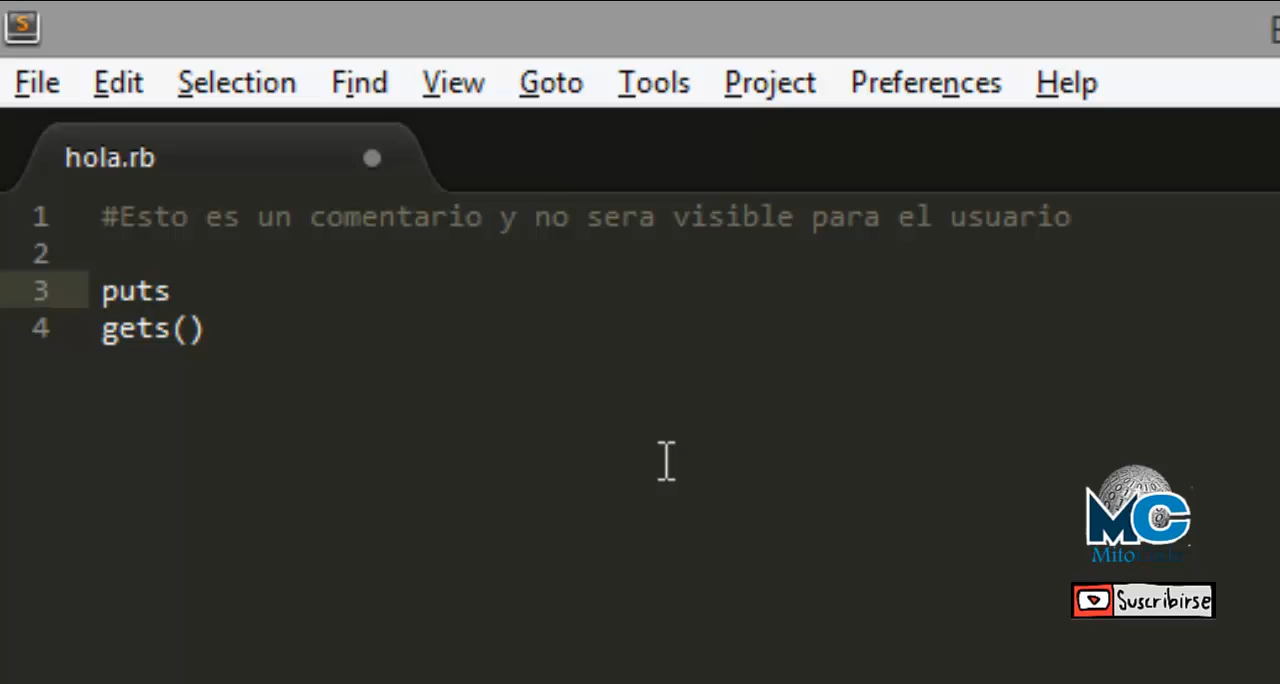 File Edit Selection Find View Goto Tools Project Preferences Help
hola.rb
1 #Esto es un comentario y no sera visible para el usuario
2
3 puts
4 gets()
MC
Mito
Suscribirse